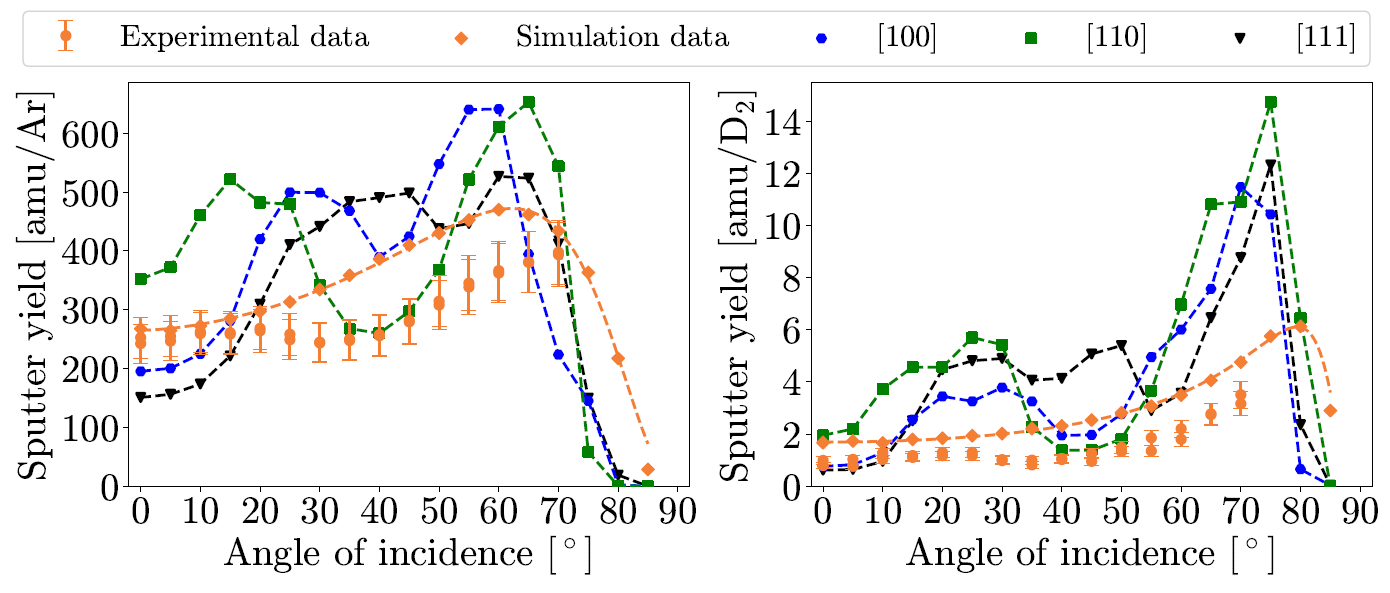 Experimental data Simulation data [100] [110] [111]
Sputter yield [amu/Ar]
600
500
400
300
200
100
0
0 10 20 30 40 50 60 70 80 90
Angle of incidence [°]
Sputter yield [amu/D₂]
14
12
10
8
6
4
2
0
0 10 20 30 40 50 60 70 80 90
Angle of incidence [°]